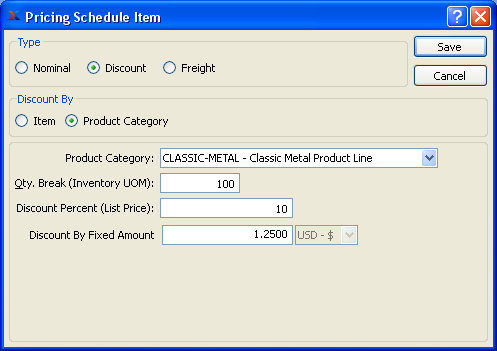 Pricing Schedule Item
Type
Nominal Discount Freight
Save
Cancel
Discount By
Item Product Category
Product Category: CLASSIC-METAL - Classic Metal Product Line
Qty. Break (Inventory UOM): 100
Discount Percent (List Price): 10
Discount By Fixed Amount 1.2500 USD - $